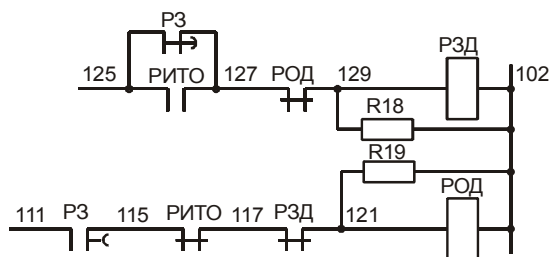 РЗ
125 РИТО 127 РОД 129 РЗД 102
R18
R19
111 РЗ 115 РИТО 117 РЗД 121 РОД